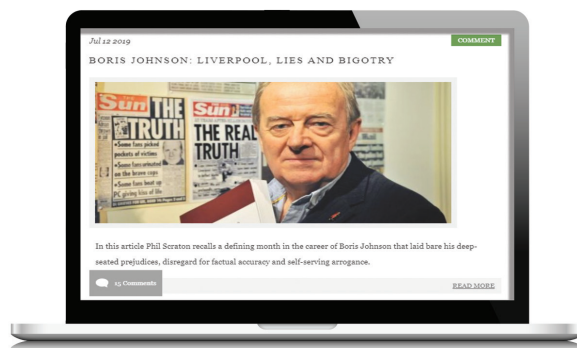 Jul 12 2019
COMMENT
BORIS JOHNSON: LIVERPOOL, LIES AND BIGOTRY
THE
Sun THE
TRUTH
Some fans picked
pockets of victims
Some fans urinated
on the brave cops
Some fans beat up
PC giving kiss of life
Sun
THE REAL
TRUTH
In this article Phil Scraton recalls a defining month in the career of Boris Johnson that laid bare his deep-
seated prejudices, disregard for factual accuracy and self-serving arrogance.
15 Comments
READ MORE